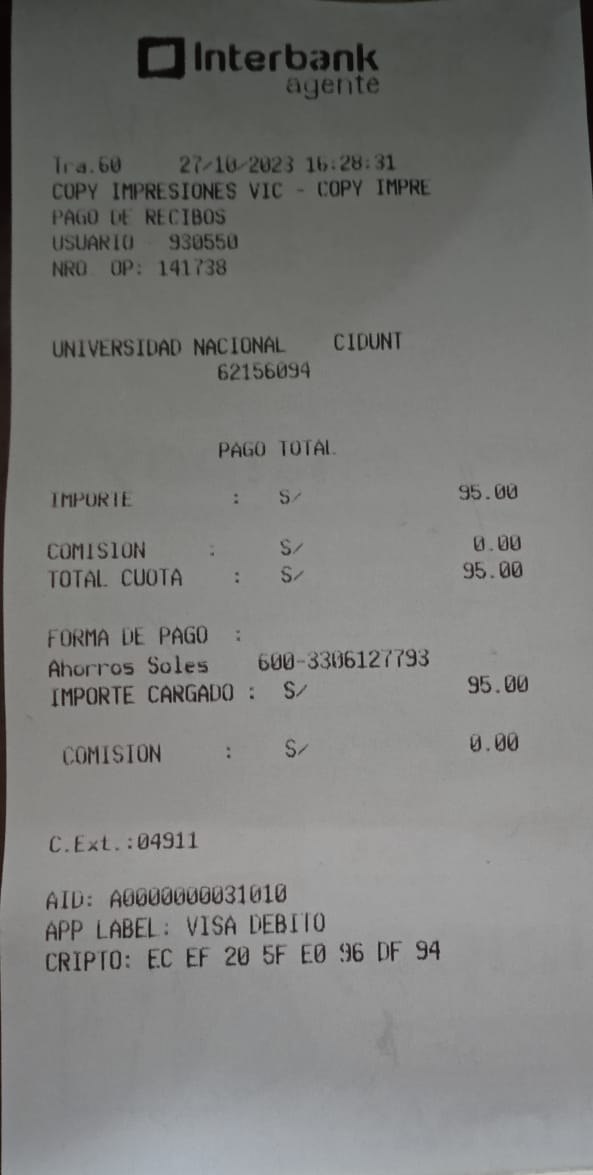 Interbank
agente
Tra.60 27/10/2023 16:28:31
COPY IMPRESIONES VIC - COPY IMPRE
PAGO DE RECIBOS
USUARIO - 930550
NRO OP: 141738
UNIVERSIDAD NACIONAL CIDUNT
62156094
PAGO TOTAL
IMPORTE : S/ 95.00
COMISION : S/ 0.00
TOTAL CUOTA : S/ 95.00
FORMA DE PAGO :
Ahorros Soles 600-3306127793
IMPORTE CARGADO : S/ 95.00
COMISION : S/ 0.00
C.Ext.:04911
AID: A0000000031010
APP LABEL: VISA DEBITO
CRIPTO: EC EF 20 5F E0 96 DF 94